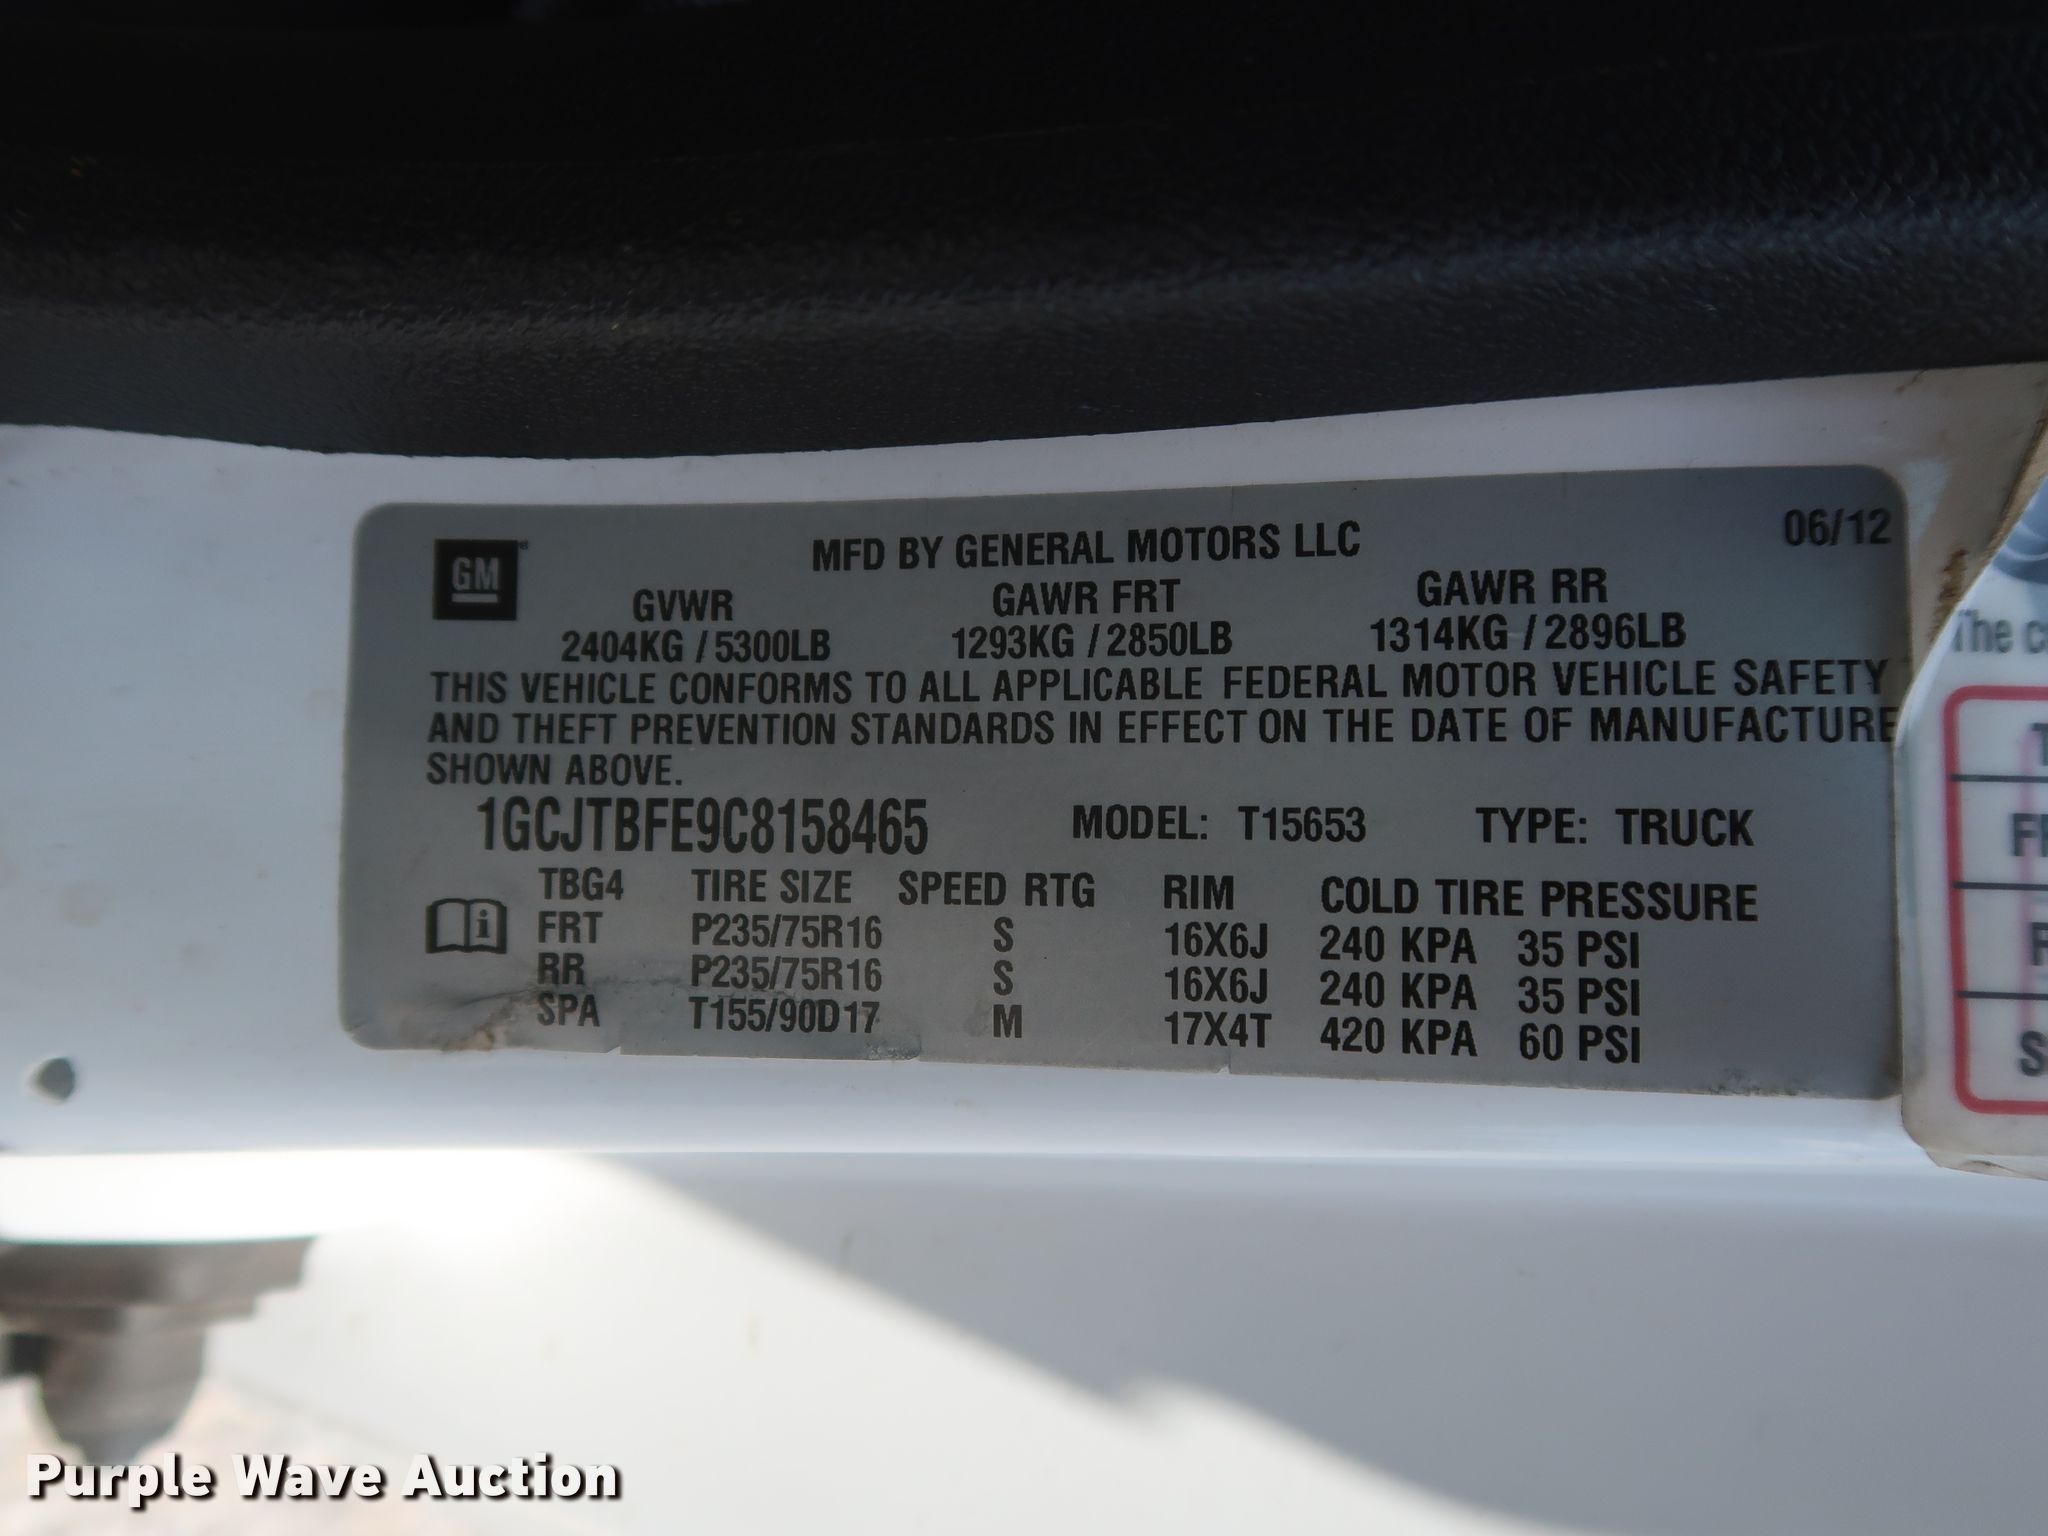 GM
MFD BY GENERAL MOTORS LLC
06/12
GVWR GAWR FRT GAWR RR
2404KG / 5300LB 1293KG / 2850LB 1314KG / 2896LB
THIS VEHICLE CONFORMS TO ALL APPLICABLE FEDERAL MOTOR VEHICLE SAFETY
AND THEFT PREVENTION STANDARDS IN EFFECT ON THE DATE OF MANUFACTURE
SHOWN ABOVE.
1GCJTBFE9C8158465 MODEL: T15653 TYPE: TRUCK
TBG4 TIRE SIZE SPEED RTG RIM COLD TIRE PRESSURE
FRT P235/75R16 S 16X6J 240 KPA 35 PSI
RR P235/75R16 S 16X6J 240 KPA 35 PSI
SPA T155/90D17 M 17X4T 420 KPA 60 PSI
The
Purple Wave Auction